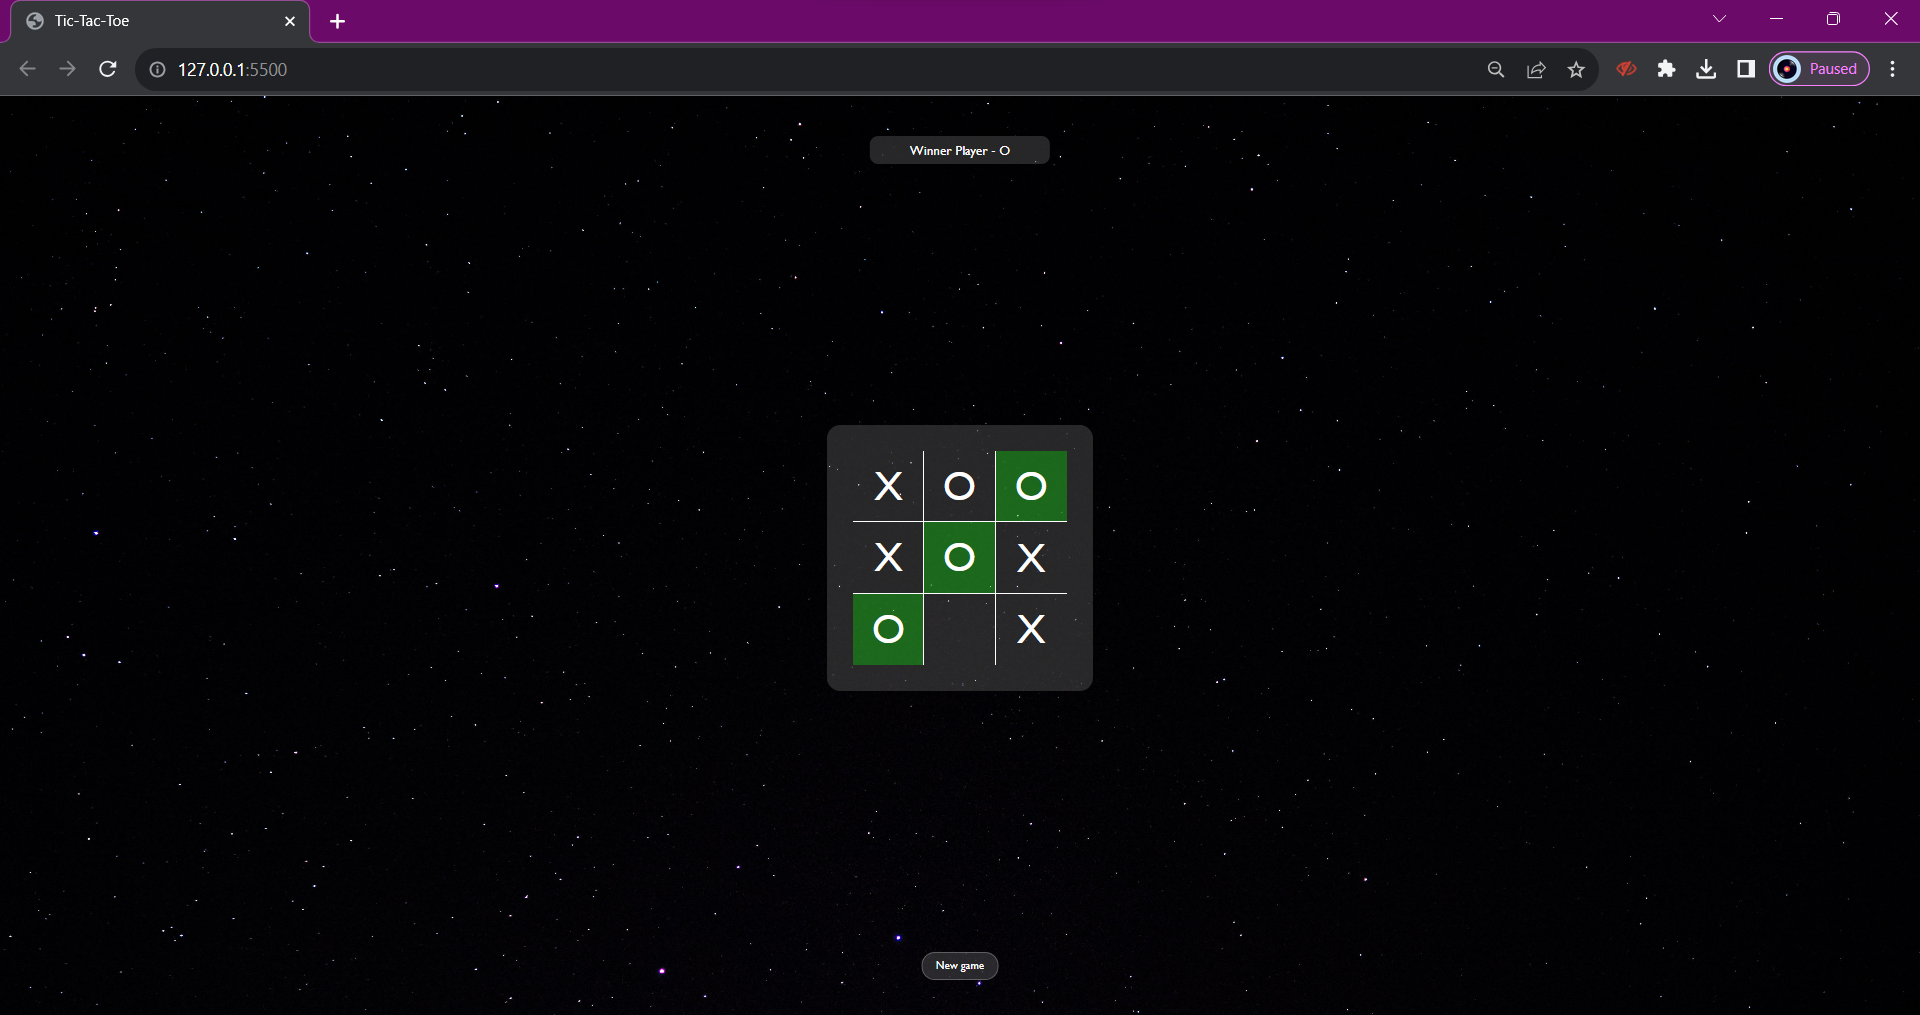 Tic-Tac-Toe
127.0.0.1:5500
Paused
Winner Player - O
X O O
X O X
O X
New game